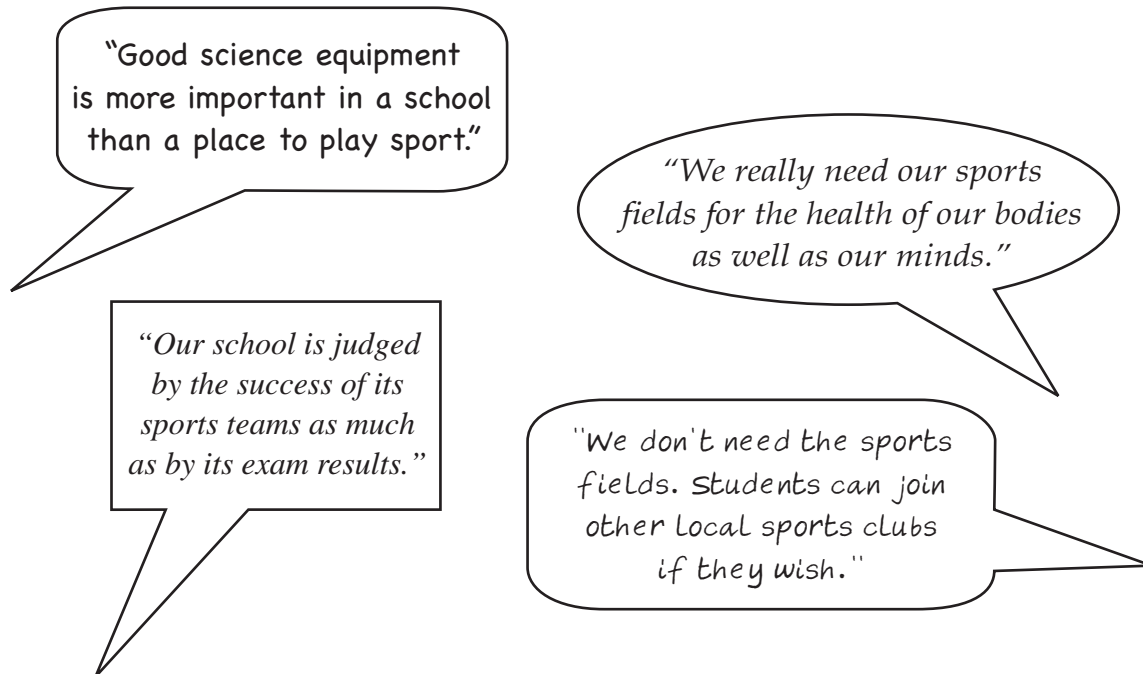 “Good science equipment
is more important in a school
than a place to play sport.”
“We really need our sports
fields for the health of our bodies
as well as our minds.”
“Our school is judged
by the success of its
sports teams as much
as by its exam results.”
"We don't need the sports
fields. Students can join
other local sports clubs
if they wish."